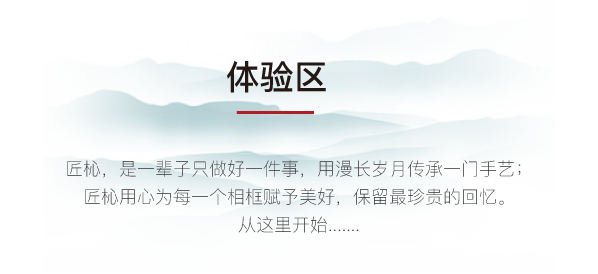 体验区
匠杺，是一辈子只做好一件事，用漫长岁月传承一门手艺；
匠杺用心为每一个相框赋予美好，保留最珍贵的回忆。
从这里开始.......